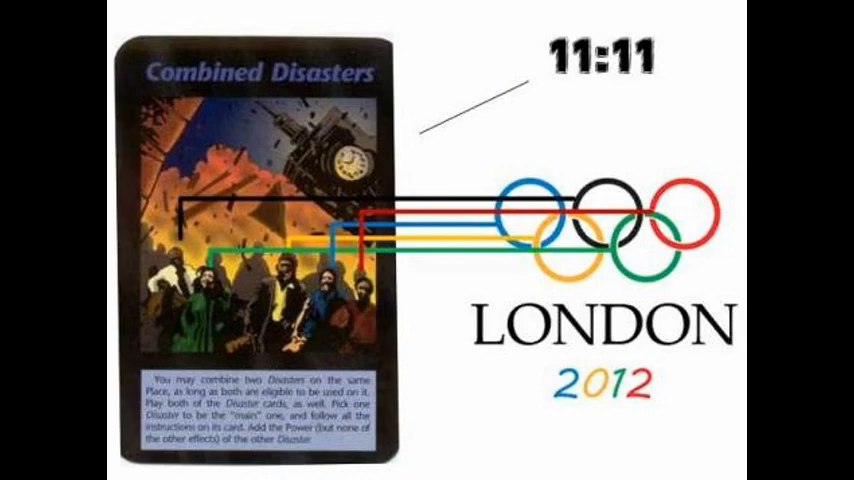 Combined Disasters
You may combine two Disasters on the same
Place, as long as both are eligible to be used on it.
Play both of the Disaster cards, as well. Pick one
Disaster to be the "main" one, and follow all the
instructions on its card. Add the Power (but none of
the other effects) of the other Disaster
11:11
LONDON
2012